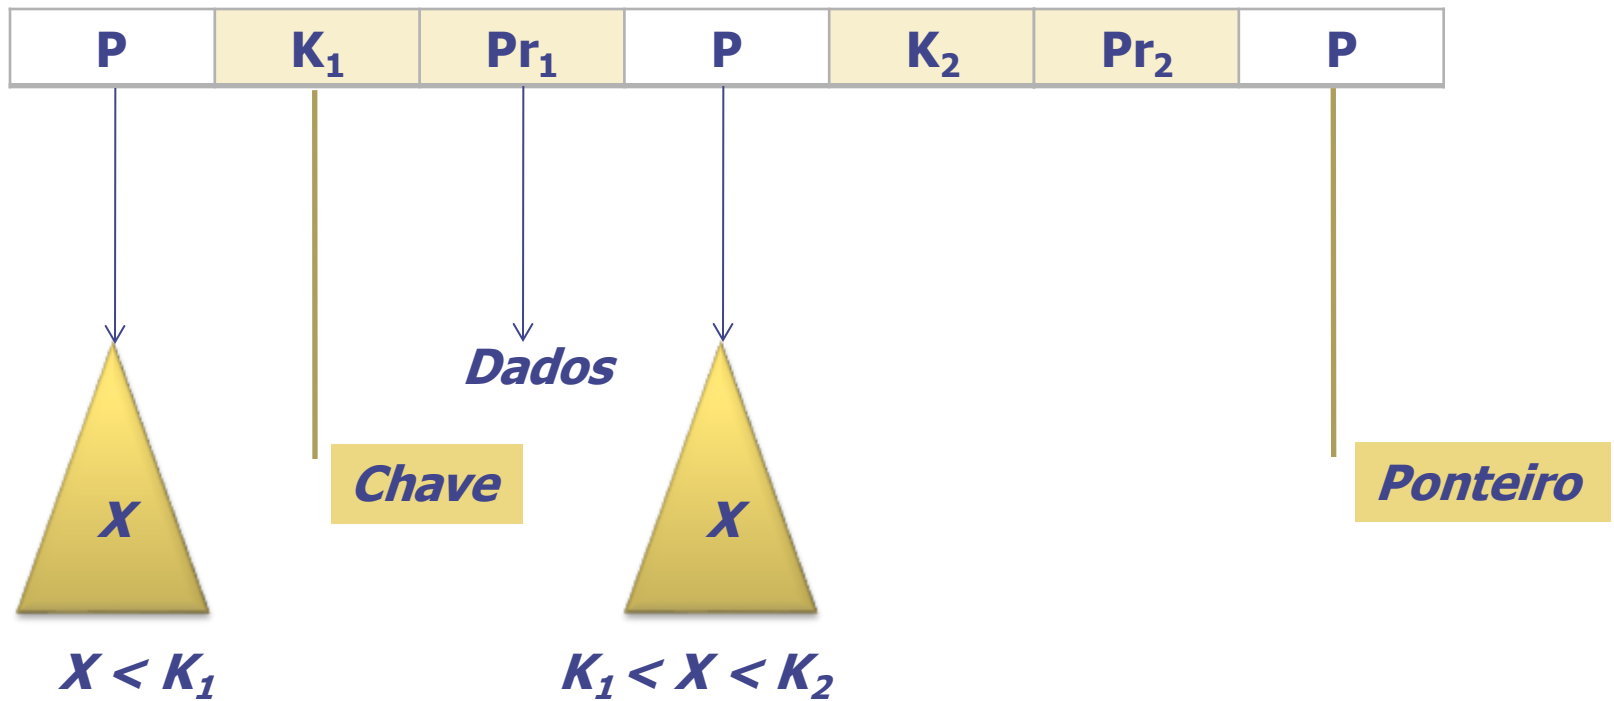 P K₁ Pr₁ P K₂ Pr₂ P
Dados
Chave
Ponteiro
X X
X < K₁
K₁ < X < K₂